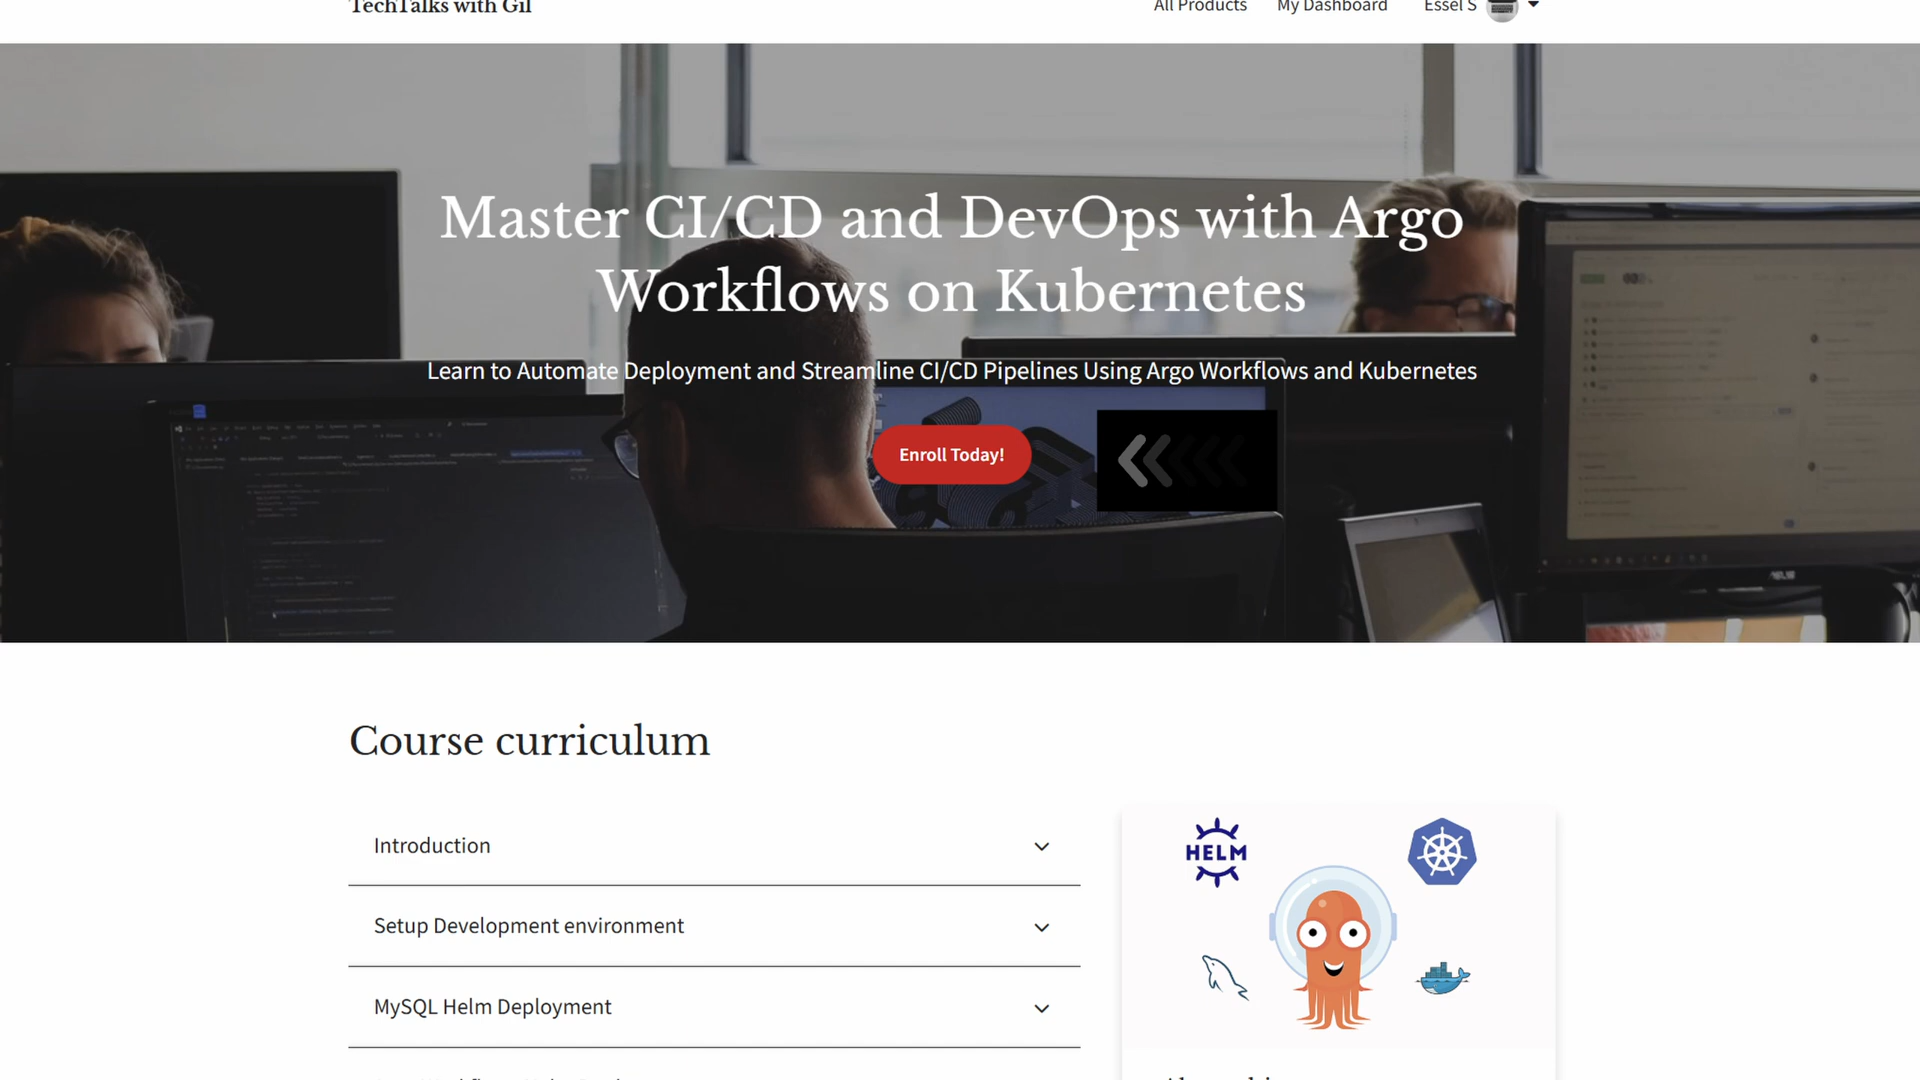 TechTalks with Gil
All Products
My Dashboard
Essel S
Master CI/CD and DevOps with Argo
Workflows on Kubernetes
Learn to Automate Deployment and Streamline CI/CD Pipelines Using Argo Workflows and Kubernetes
Enroll Today!
Course curriculum
Introduction
Setup Development environment
MySQL Helm Deployment
HELM